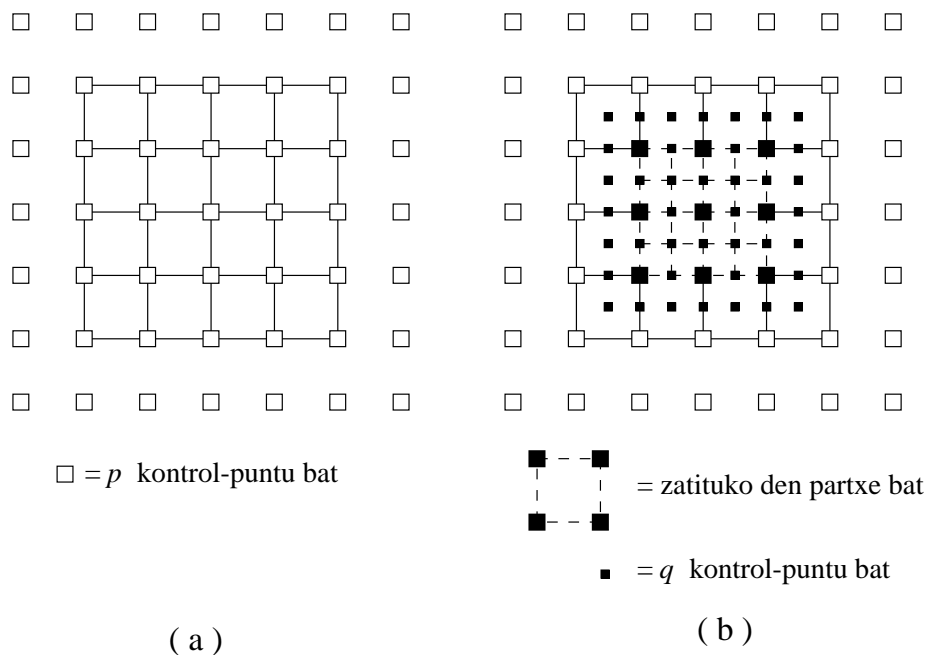 = p kontrol-puntu bat
= zatituko den partxe bat
= q kontrol-puntu bat
( a )
( b )